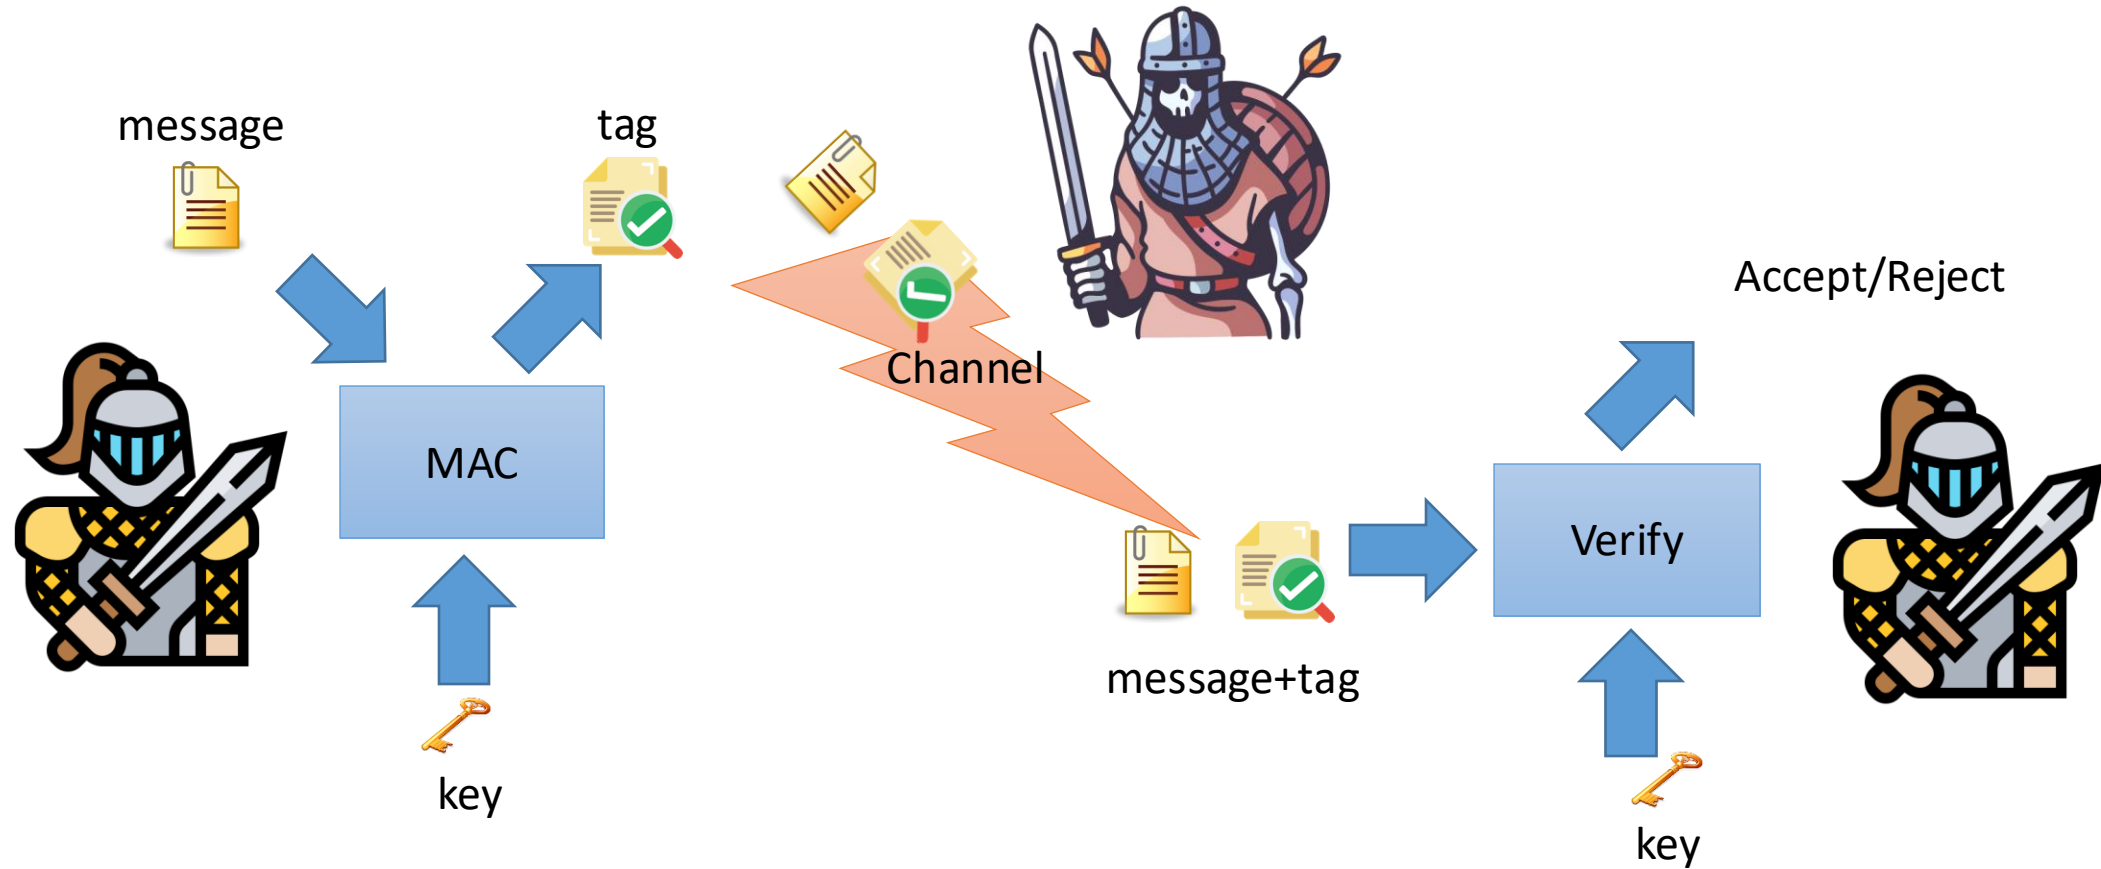 message
tag
Accept/Reject
Channel
MAC
Verify
message+tag
key
key